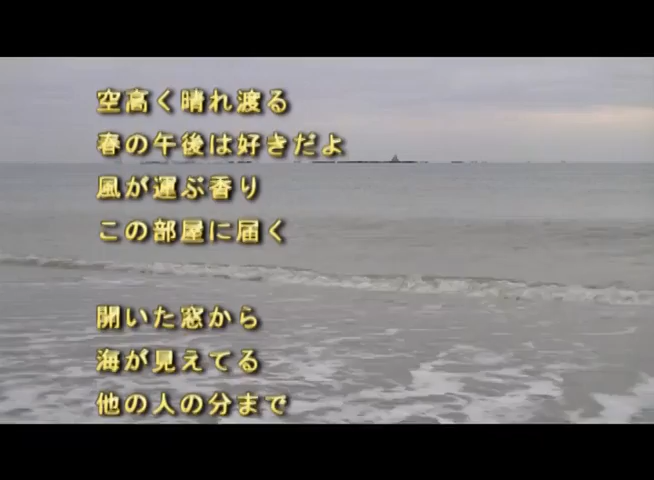 空高く晴れ渡る
春の午後は好きだよ
風が運ぶ香り
この部屋に届く
開いた窓から
海が見えてる
他の人の分まで